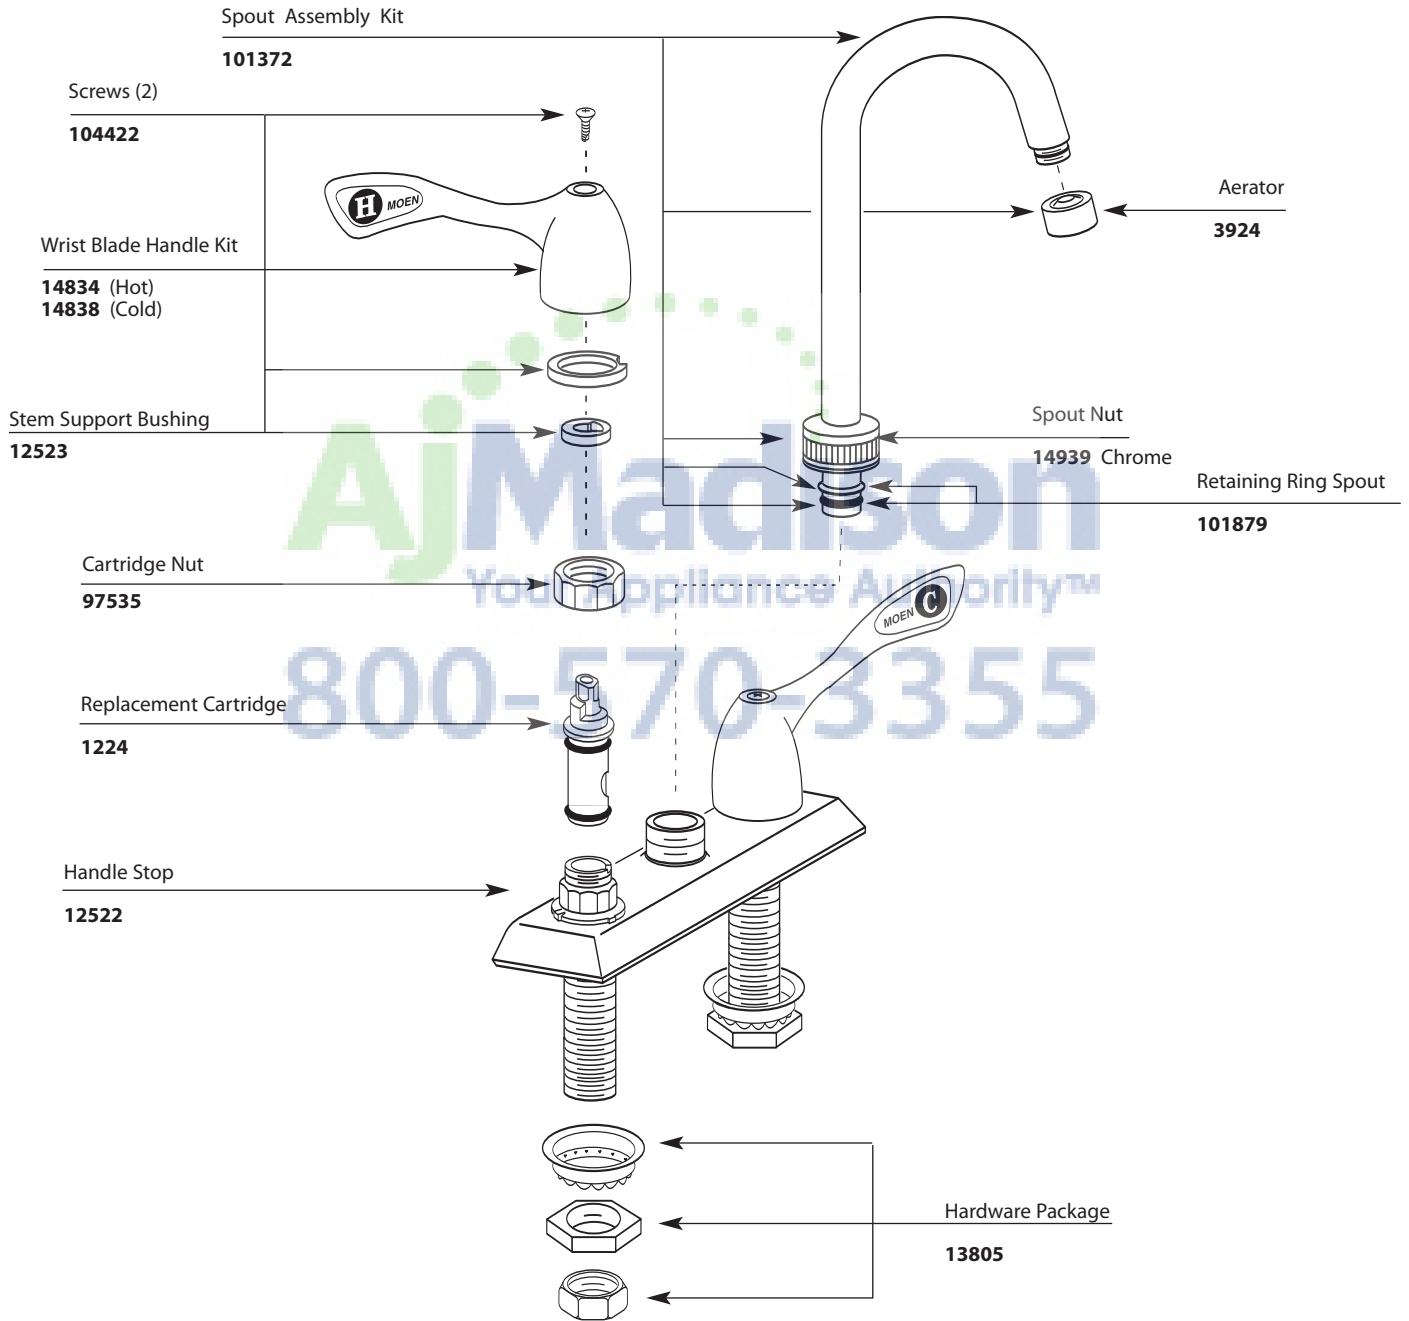 Spout Assembly Kit
101372
Screws (2)
104422
H MOEN
Aerator
3924
Wrist Blade Handle Kit
14834 (Hot)
14838 (Cold)
Stem Support Bushing
12523
Spout Nut
14939 Chrome
AjMadison
Retaining Ring Spout
101879
Cartridge Nut
97535
Your Appliance Authority™
MOEN C
800-570-3355
Replacement Cartridge
1224
Handle Stop
12522
Hardware Package
13805